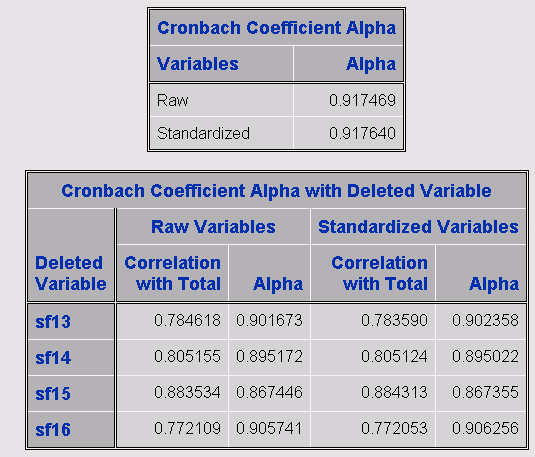 Cronbach Coefficient Alpha
Variables Alpha
Raw 0.917469
Standardized 0.917640
Cronbach Coefficient Alpha with Deleted Variable
Raw Variables Standardized Variables
Deleted Variable Correlation with Total Alpha Correlation with Total Alpha
sf13 0.784618 0.901673 0.783590 0.902358
sf14 0.805155 0.895172 0.805124 0.895022
sf15 0.883534 0.867446 0.884313 0.867355
sf16 0.772109 0.905741 0.772053 0.906256